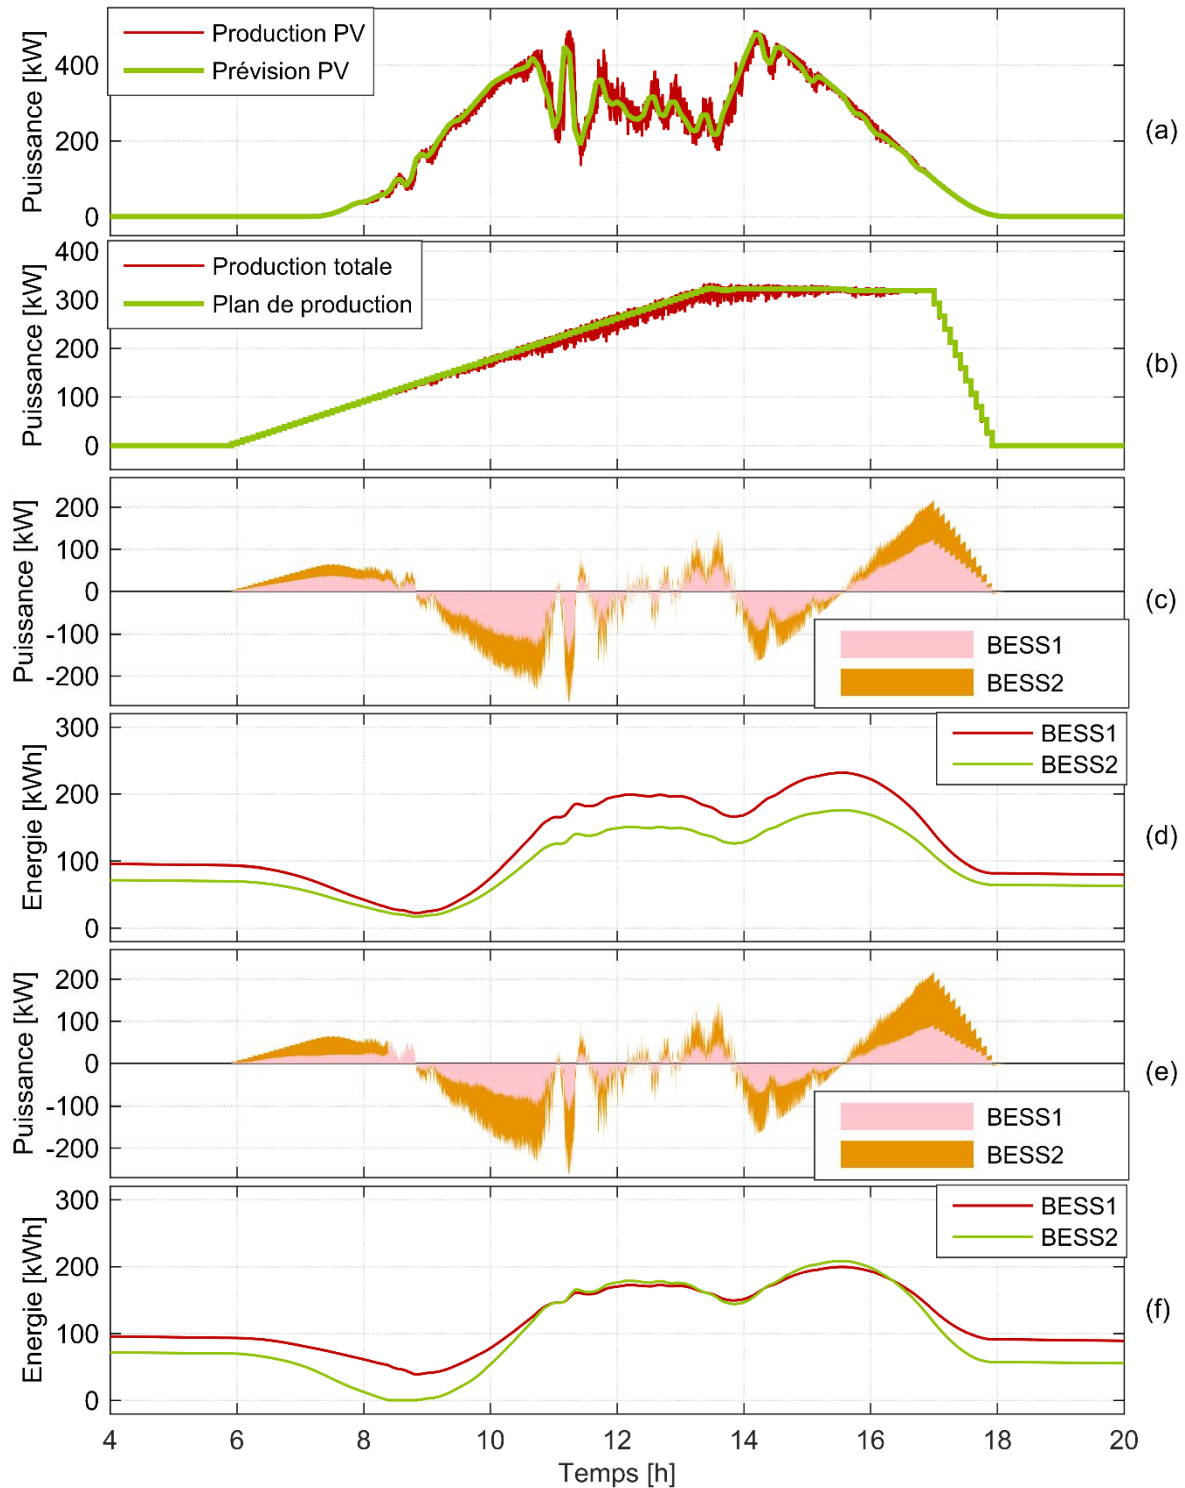 Puissance [kW]
400
200
0
Production PV
Prévision PV
(a)
Puissance [kW]
400
300
200
100
0
Production totale
Plan de production
(b)
Puissance [kW]
200
100
0
-100
-200
BESS1
BESS2
(c)
Energie [kWh]
300
200
100
0
BESS1
BESS2
(d)
Puissance [kW]
200
100
0
-100
-200
BESS1
BESS2
(e)
Energie [kWh]
300
200
100
0
BESS1
BESS2
(f)
4 6 8 10 12 14 16 18 20
Temps [h]